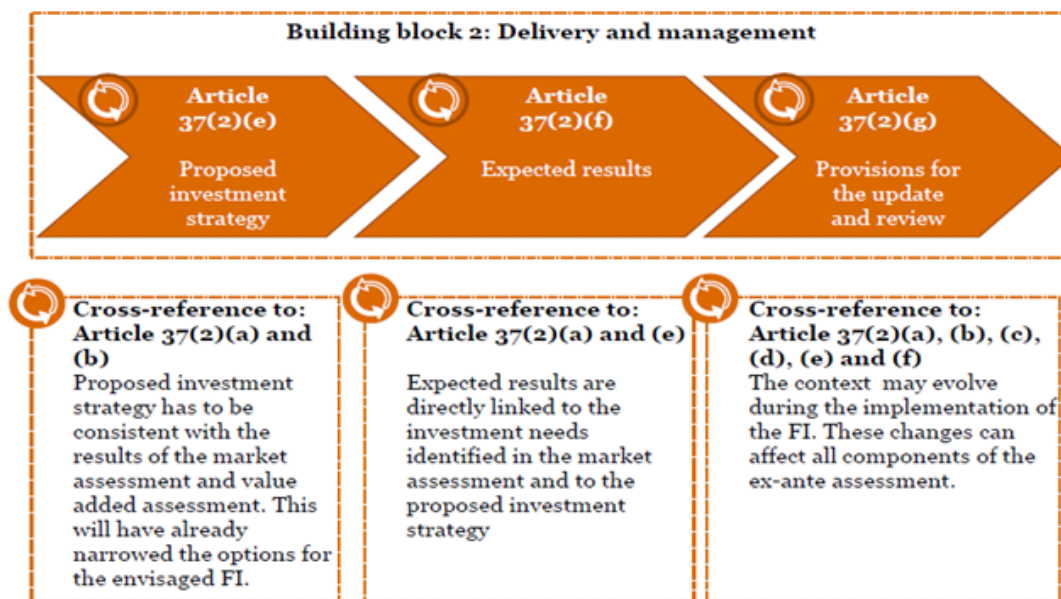 Building block 2: Delivery and management
Article
37(2)(e)
Proposed
investment
strategy
Article
37(2)(f)
Expected results
Article
37(2)(g)
Provisions for
the update
and review
Cross-reference to:
Article 37(2)(a) and
(b)
Proposed investment
strategy has to be
consistent with the
results of the market
assessment and value
added assessment. This
will have already
narrowed the options for
the envisaged FI.
Cross-reference to:
Article 37(2)(a) and (e)
Expected results are
directly linked to the
investment needs
identified in the market
assessment and to the
proposed investment
strategy
Cross-reference to:
Article 37(2)(a), (b), (c),
(d), (e) and (f)
The context may evolve
during the implementation of
the FI. These changes can
affect all components of the
ex-ante assessment.